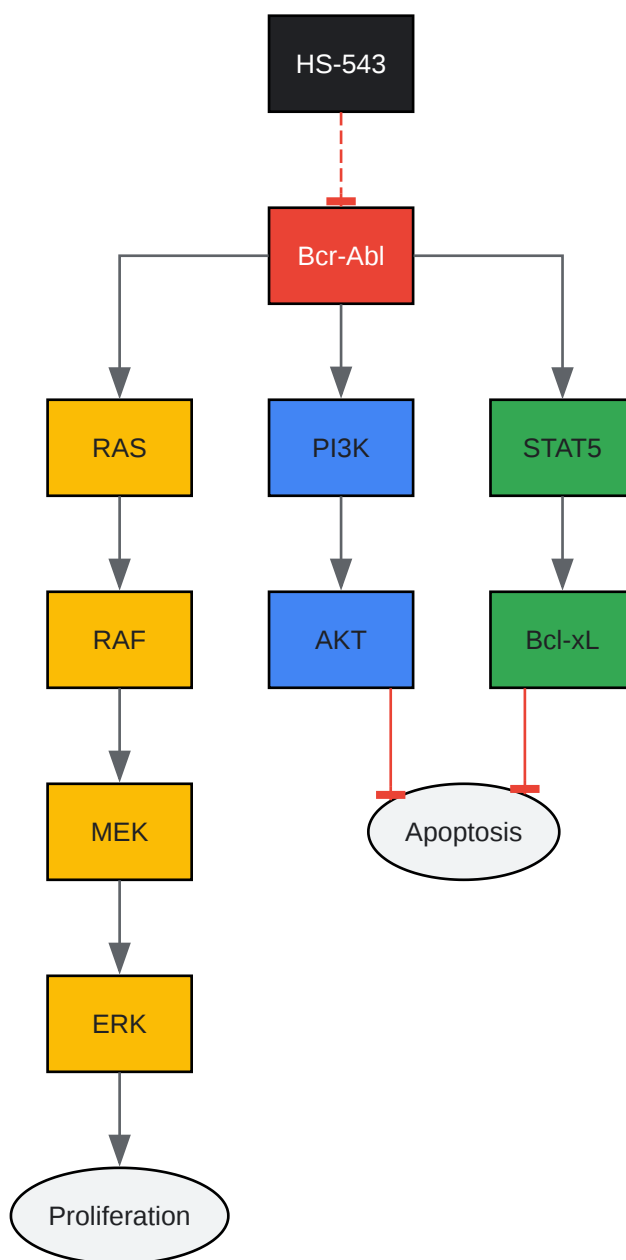 HS-543
Bcr-Abl
RAS
PI3K
STAT5
RAF
AKT
Bcl-xL
MEK
Apoptosis
ERK
Proliferation